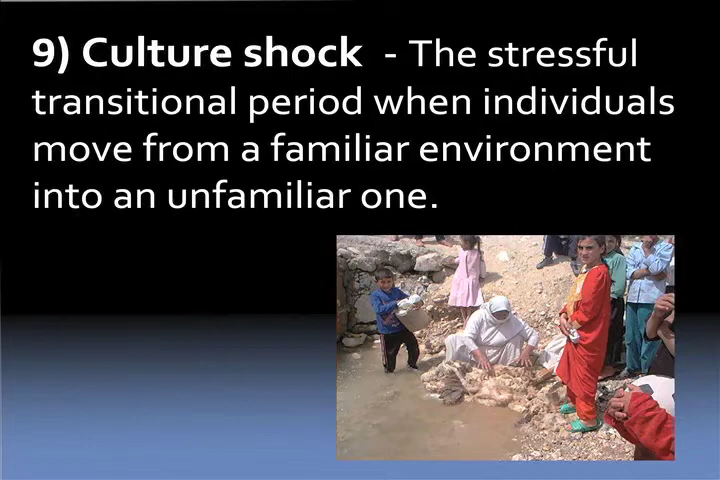 9) Culture shock - The stressful
transitional period when individuals
move from a familiar environment
into an unfamiliar one.